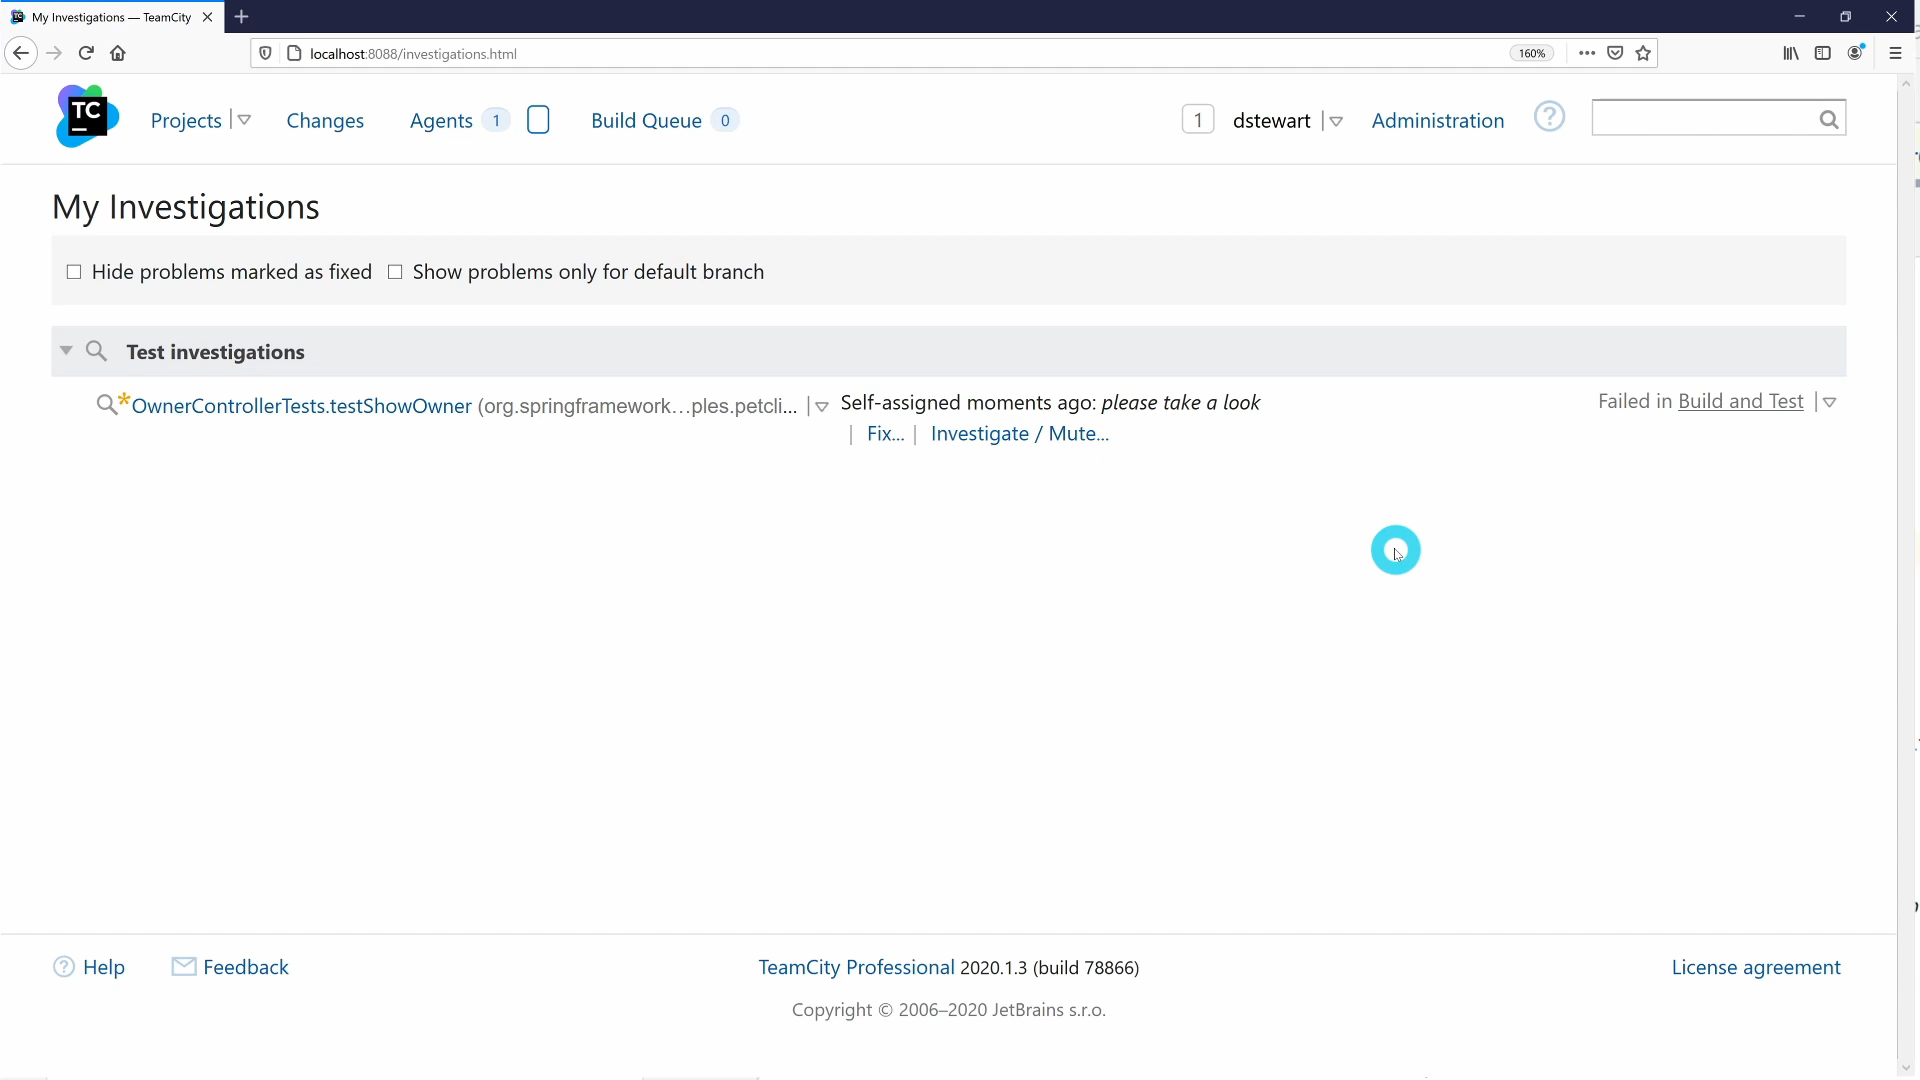 My Investigations — TeamCity
localhost:8088/investigations.html
160%
TC
Projects
Changes
Agents 1
Build Queue 0
1 dstewart
Administration
My Investigations
Hide problems marked as fixed
Show problems only for default branch
Test investigations
*OwnerControllerTests.testShowOwner (org.springframework...ples.petcli... Self-assigned moments ago: please take a look
Failed in Build and Test
| Fix... | Investigate / Mute...
Help
Feedback
TeamCity Professional 2020.1.3 (build 78866)
License agreement
Copyright © 2006–2020 JetBrains s.r.o.